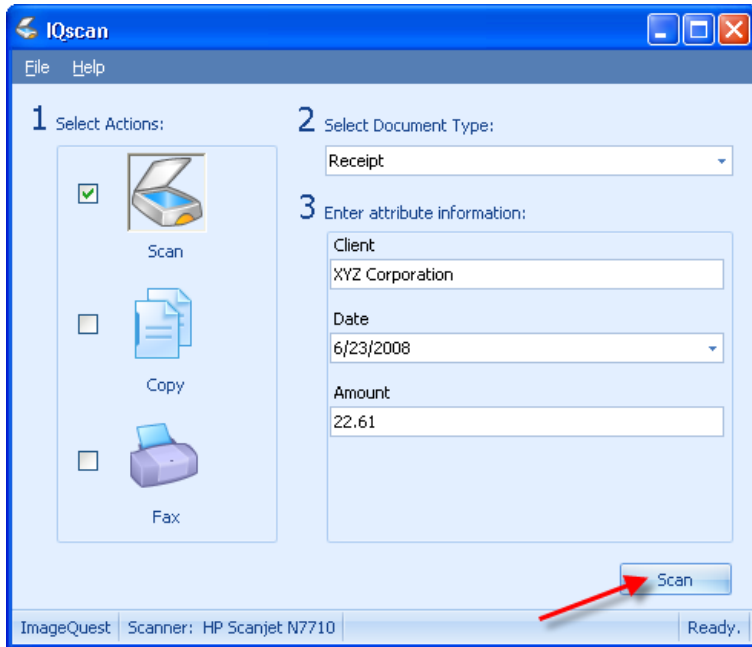 IQscan
File Help
1 Select Actions:
Scan
Copy
Fax
2 Select Document Type:
Receipt
3 Enter attribute information:
Client
XYZ Corporation
Date
6/23/2008
Amount
22.61
Scan
ImageQuest Scanner: HP Scanjet N7710 Ready.